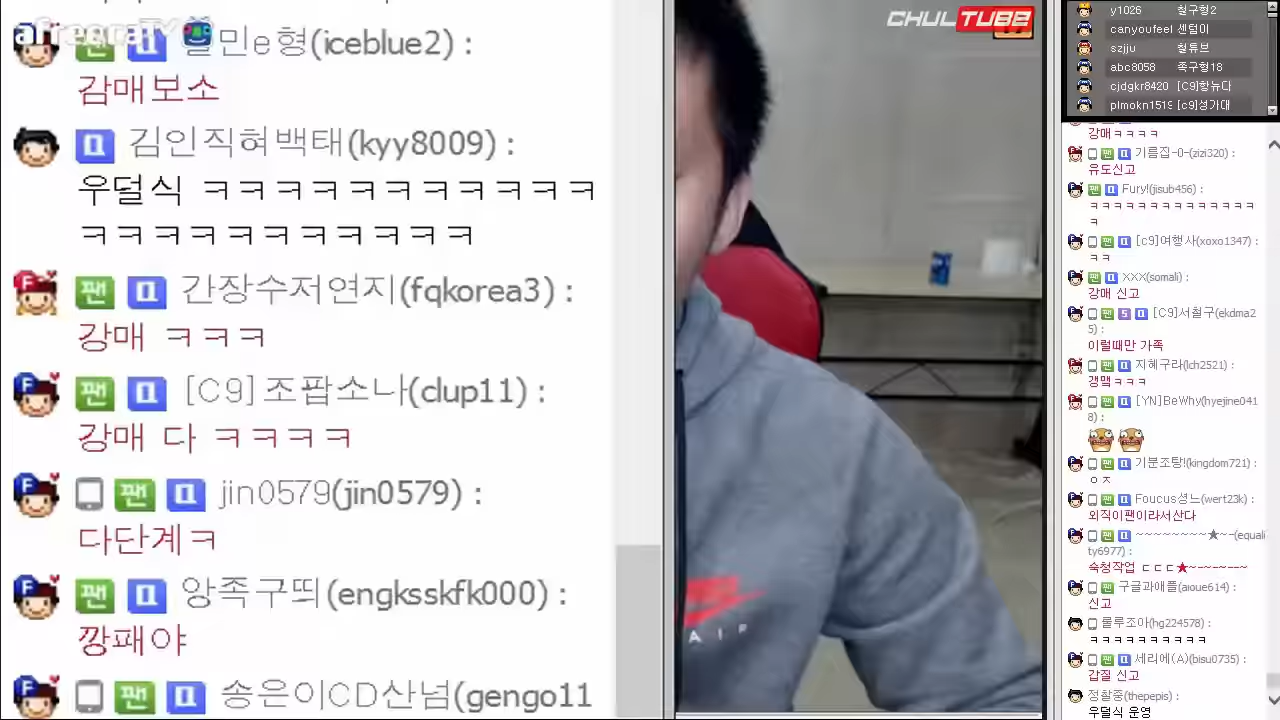 afreecaTV
철민e형(iceblue2) :
감매보소
김인직혀백태(kyy8009) :
우덜식 ㅋㅋㅋㅋㅋㅋㅋㅋㅋㅋㅋ
ㅋㅋㅋㅋㅋㅋㅋㅋㅋㅋㅋ
F 팬 간장수저연지(fqkorea3) :
강매 ㅋㅋㅋ
F 팬 [C9]조팝소나(clup11) :
강매 다 ㅋㅋㅋㅋ
F 팬 jin0579(jin0579) :
다단계ㅋ
F 팬 앙족구띄(engksskfk000) :
깡패야
F 팬 송은이CD산넘(gengo11
CHULTUBE
AIR
y1026 철구형2
canyoufeel 센텀이
szjju 철튜브
abc8058 족구형18
cjdgkr8420 [C9]항뉴다
plmokn1515 [c9]성가대
강매ㅋㅋㅋㅋ
팬 기름집-0-(zizi320) :
유도신고
팬 Fury!(jisub456) :
ㅋㅋㅋㅋㅋㅋㅋㅋㅋㅋㅋㅋㅋ
ㅋ
팬 [c9]여행사(xoxo1347) :
ㅋㅋ
팬 XXX(somali) :
강매 신고
팬 S [C9]서철구(ekdma2
5) :
이럴때만 가족
팬 지혜구라(lch2521) :
갱맥ㅋㅋㅋ
팬 [YN]BeWhy(hyejine041
8) :
팬 기분조탕!(kingdom721) :
ㅇㅈ
팬 Foucus성느(wert23k) :
외직이팬이라서산다
팬 ~~~~~~~~★~-(equali
ty6977) :
숙청작업 ㄷㄷㄷ★~~~~~~~
팬 구글과애플(aioue614) :
신고
룰루조아(hg224578) :
ㅋㅋㅋㅋㅋㅋㅋㅋㅋㅋ
팬 세리에(A)(bisu0735) :
갑질 신고
정찰중(thepepis) :
우덜식 운영